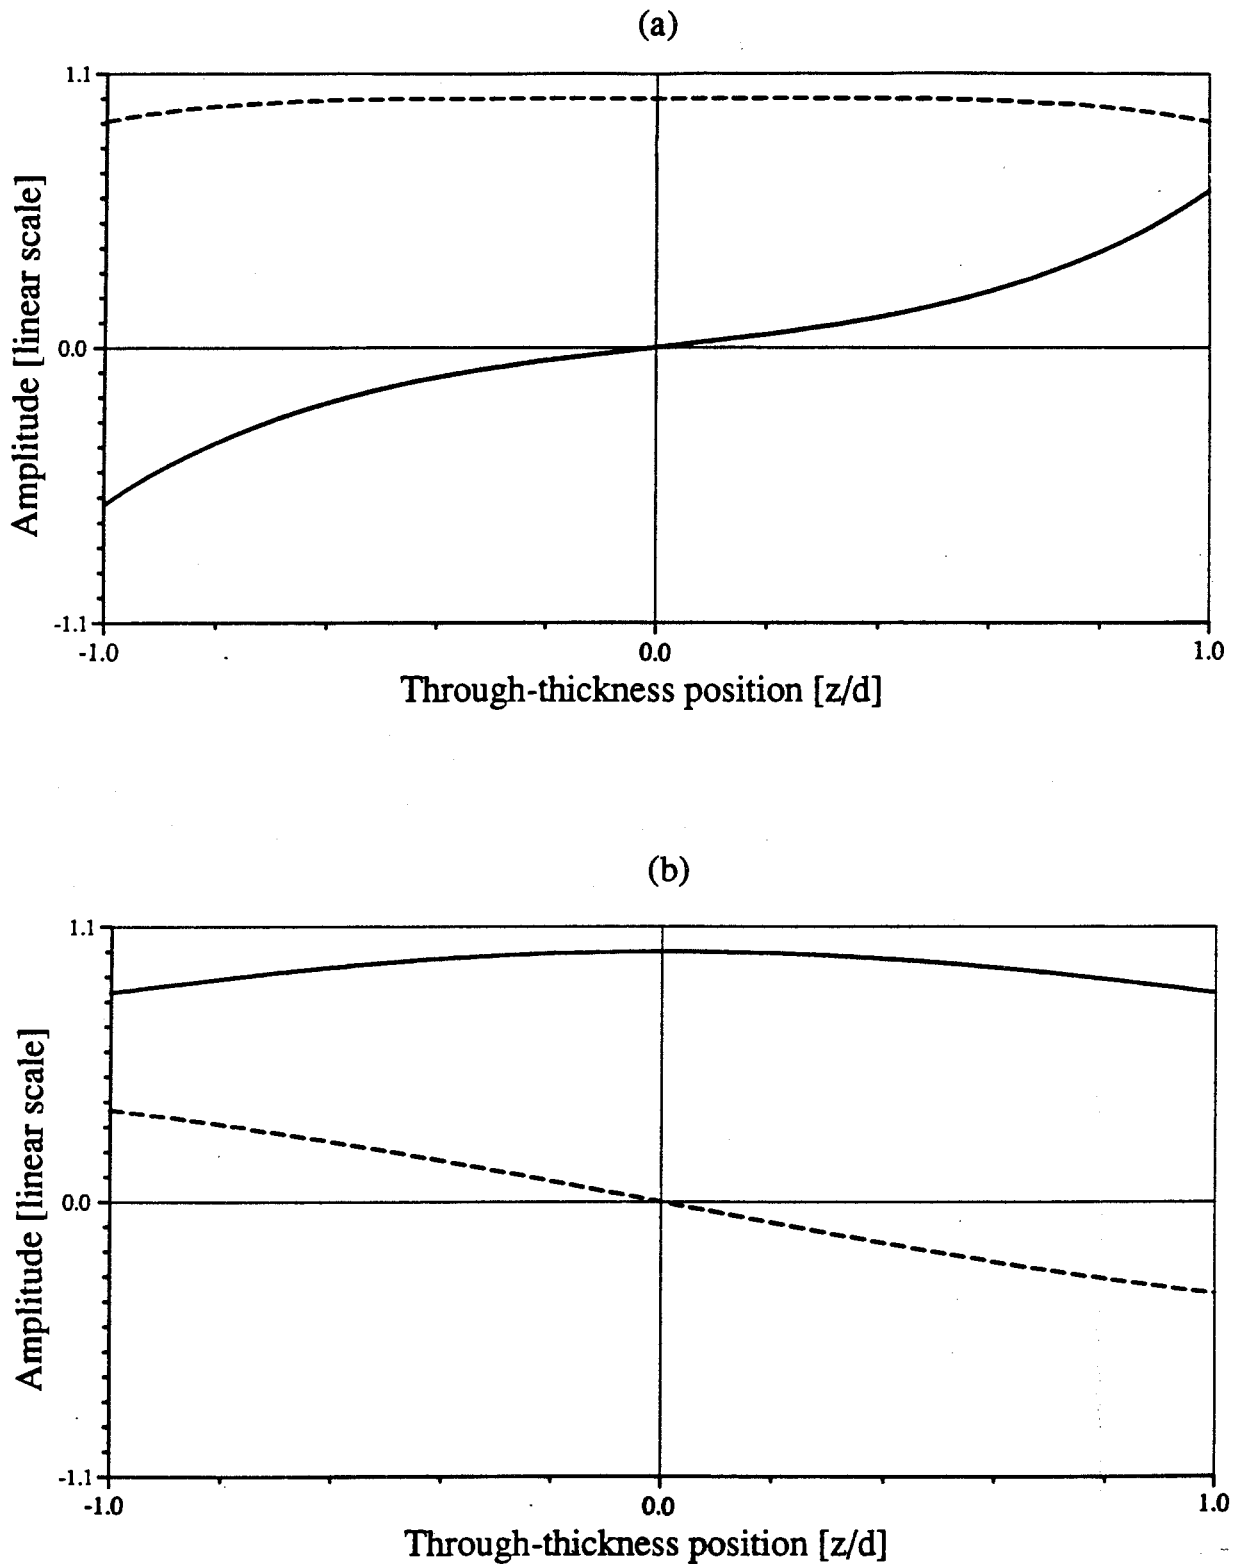 (a)
1.1
Amplitude [linear scale]
0.0
-1.1
-1.0
0.0
1.0
Through-thickness position [z/d]
(b)
1.1
Amplitude [linear scale]
0.0
-1.1
-1.0
0.0
1.0
Through-thickness position [z/d]